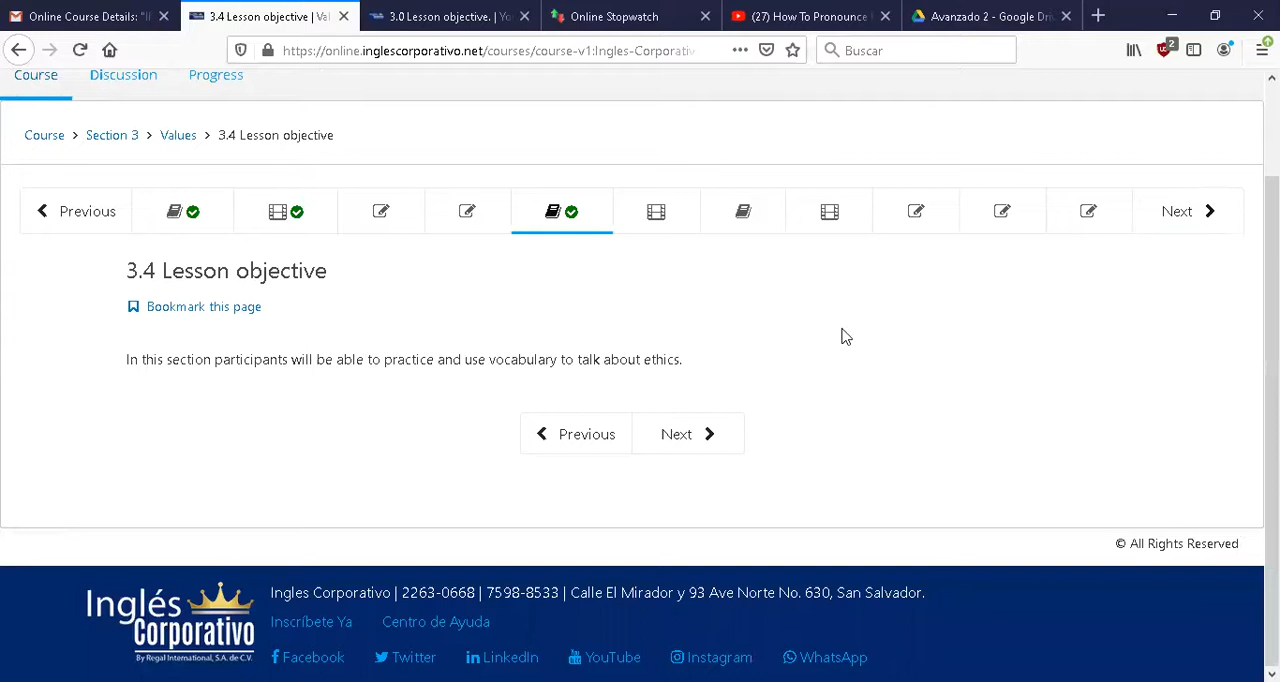 Online Course Details: "I
3.4 Lesson objective | Val
3.0 Lesson objective. | Yo
Online Stopwatch
(27) How To Pronounce
Avanzado 2 - Google Dri
https://online.inglescorporativo.net/courses/course-v1:Ingles-Corporativ
Buscar
2
Course
Discussion
Progress
Course > Section 3 > Values > 3.4 Lesson objective
Previous
Next
3.4 Lesson objective
Bookmark this page
In this section participants will be able to practice and use vocabulary to talk about ethics.
Previous
Next
© All Rights Reserved
Inglés
Corporativo
By Regal International, S.A. de C.V.
Ingles Corporativo | 2263-0668 | 7598-8533 | Calle El Mirador y 93 Ave Norte No. 630, San Salvador.
Inscríbete Ya
Centro de Ayuda
Facebook
Twitter
LinkedIn
YouTube
Instagram
WhatsApp